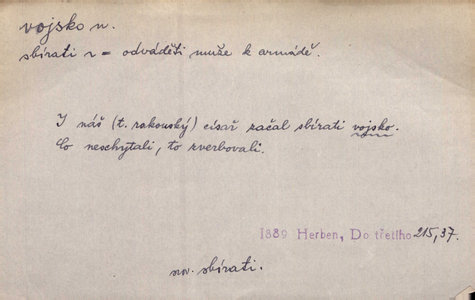 vojsko n.
sbírati v = odváděti muže k armádě.
I náš (t. rakouský) císař začal sbírati vojsko.
Co neschytali, to zverbovali.
1889 Herben, Do třetího 215,37.
srv. sbírati.